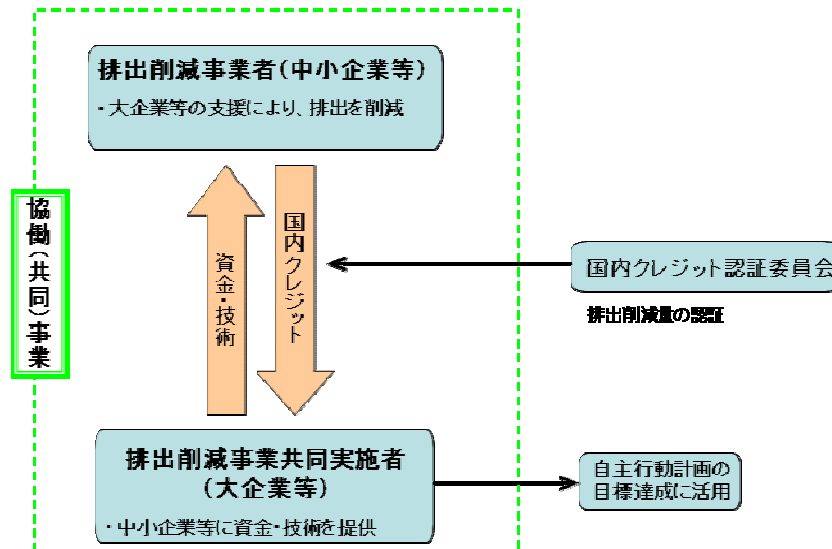 排出削減事業者（中小企業等）
・大企業等の支援により、排出を削減
協働（共同）事業
資金・技術
国内クレジット
国内クレジット認証委員会
排出削減量の認証
排出削減事業共同実施者
（大企業等）
・中小企業等に資金・技術を提供
自主行動計画の
目標達成に活用